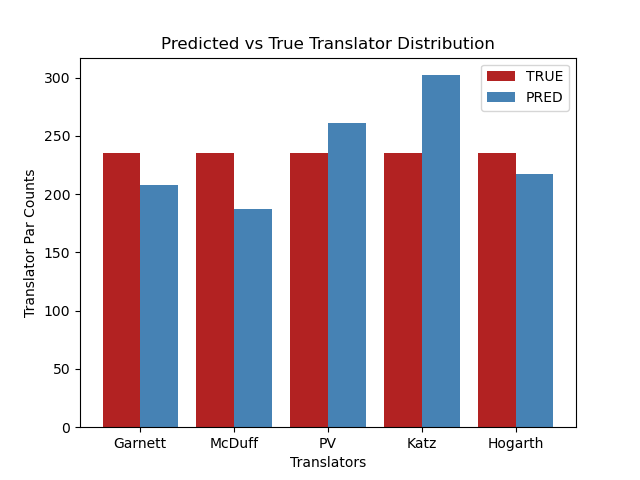 Predicted vs True Translator Distribution
TRUE
PRED
300
250
200
150
100
50
0
Translator Par Counts
Garnett McDuff PV Katz Hogarth
Translators